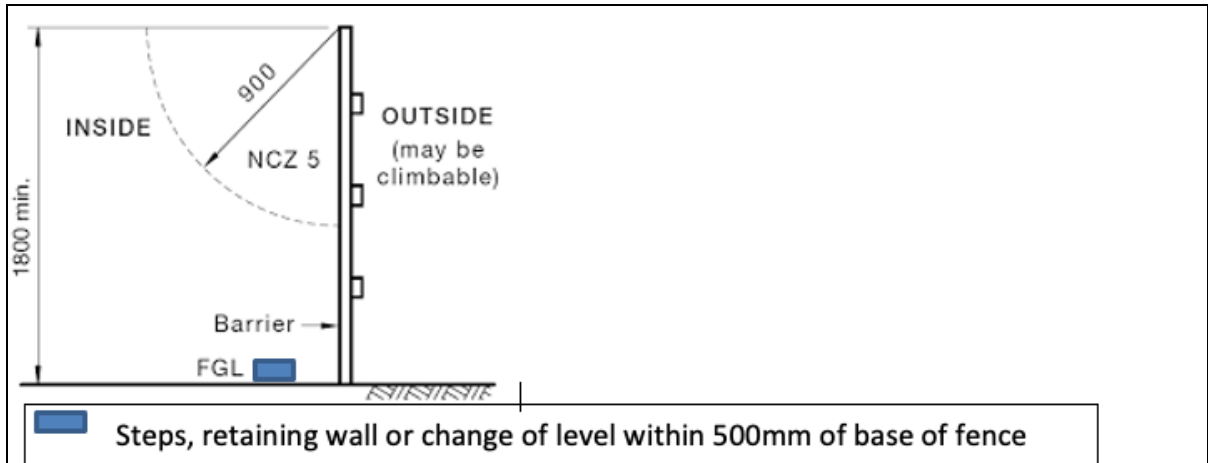 900
INSIDE
OUTSIDE
(may be
climbable)
NCZ 5
1800 min.
Barrier
FGL
Steps, retaining wall or change of level within 500mm of base of fence